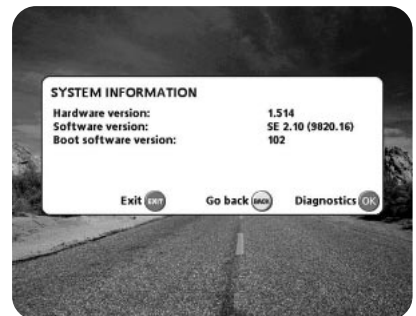 SYSTEM INFORMATION
Hardware version: 1.514
Software version: SE 2.10 (9820.16)
Boot software version: 102
Exit EXIT Go back BACK Diagnostics OK